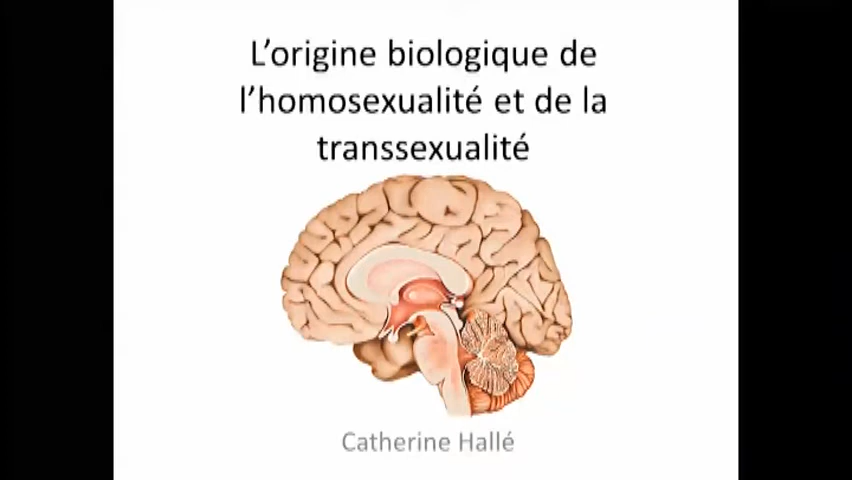 L’origine biologique de
l’homosexualité et de la
transsexualité
Catherine Hallé